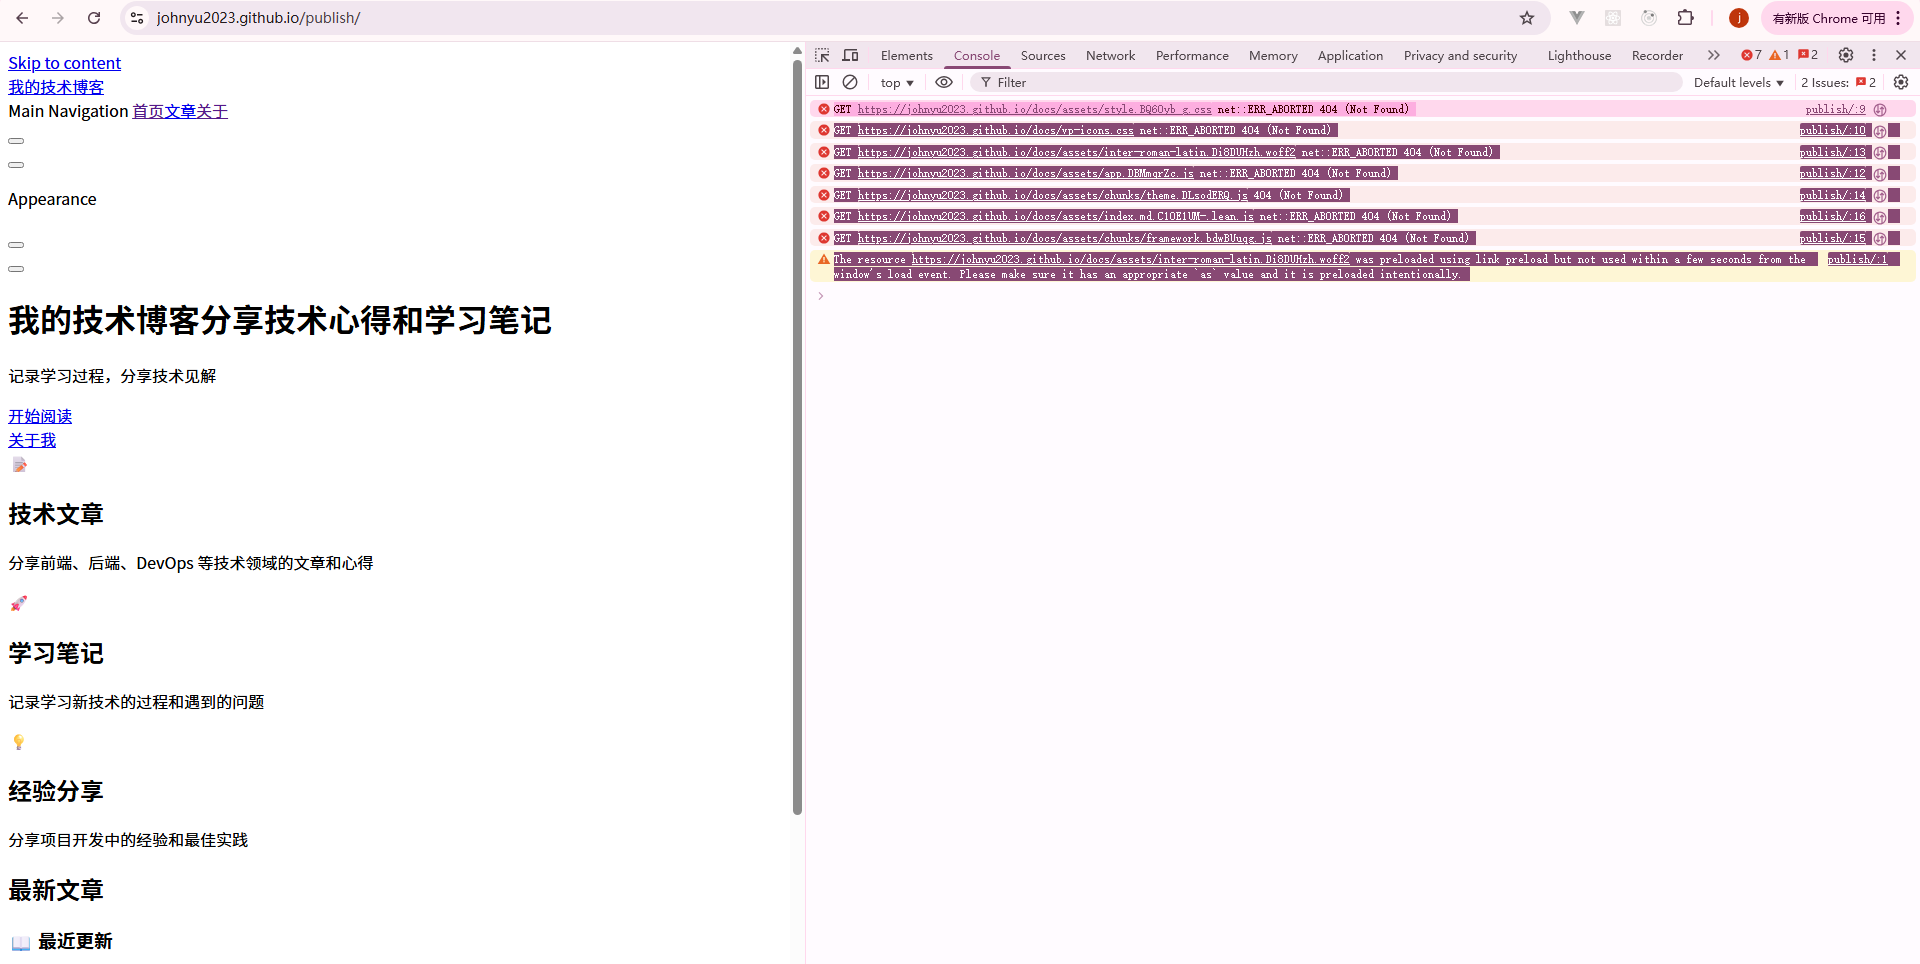 johnyu2023.github.io/publish/
j
有新版 Chrome 可用
Skip to content
我的技术博客
Main Navigation 首页文章关于
Appearance
我的技术博客分享技术心得和学习笔记
记录学习过程，分享技术见解
开始阅读
关于我
技术文章
分享前端、后端、DevOps 等技术领域的文章和心得
学习笔记
记录学习新技术的过程和遇到的问题
经验分享
分享项目开发中的经验和最佳实践
最新文章
最近更新
Elements Console Sources Network Performance Memory Application Privacy and security Lighthouse Recorder 7 1 2
top Filter Default levels 2 Issues: 2
GET https://johnyu2023.github.io/docs/assets/style.BQ6Oyb_g.css net::ERR_ABORTED 404 (Not Found) publish/:9
GET https://johnyu2023.github.io/docs/vp-icons.css net::ERR_ABORTED 404 (Not Found) publish/:10
GET https://johnyu2023.github.io/docs/assets/inter-roman-latin.Di8DUHzh.woff2 net::ERR_ABORTED 404 (Not Found) publish/:13
GET https://johnyu2023.github.io/docs/assets/app.DBMmqrZc.js net::ERR_ABORTED 404 (Not Found) publish/:12
GET https://johnyu2023.github.io/docs/assets/chunks/theme.DLsodERQ.js 404 (Not Found) publish/:14
GET https://johnyu2023.github.io/docs/assets/index.md.C1OE1UM-.lean.js net::ERR_ABORTED 404 (Not Found) publish/:16
GET https://johnyu2023.github.io/docs/assets/chunks/framework.bdwBUuqg.js net::ERR_ABORTED 404 (Not Found) publish/:15
The resource https://johnyu2023.github.io/docs/assets/inter-roman-latin.Di8DUHzh.woff2 was preloaded using link preload but not used within a few seconds from the publish/:1
window's load event. Please make sure it has an appropriate `as` value and it is preloaded intentionally.